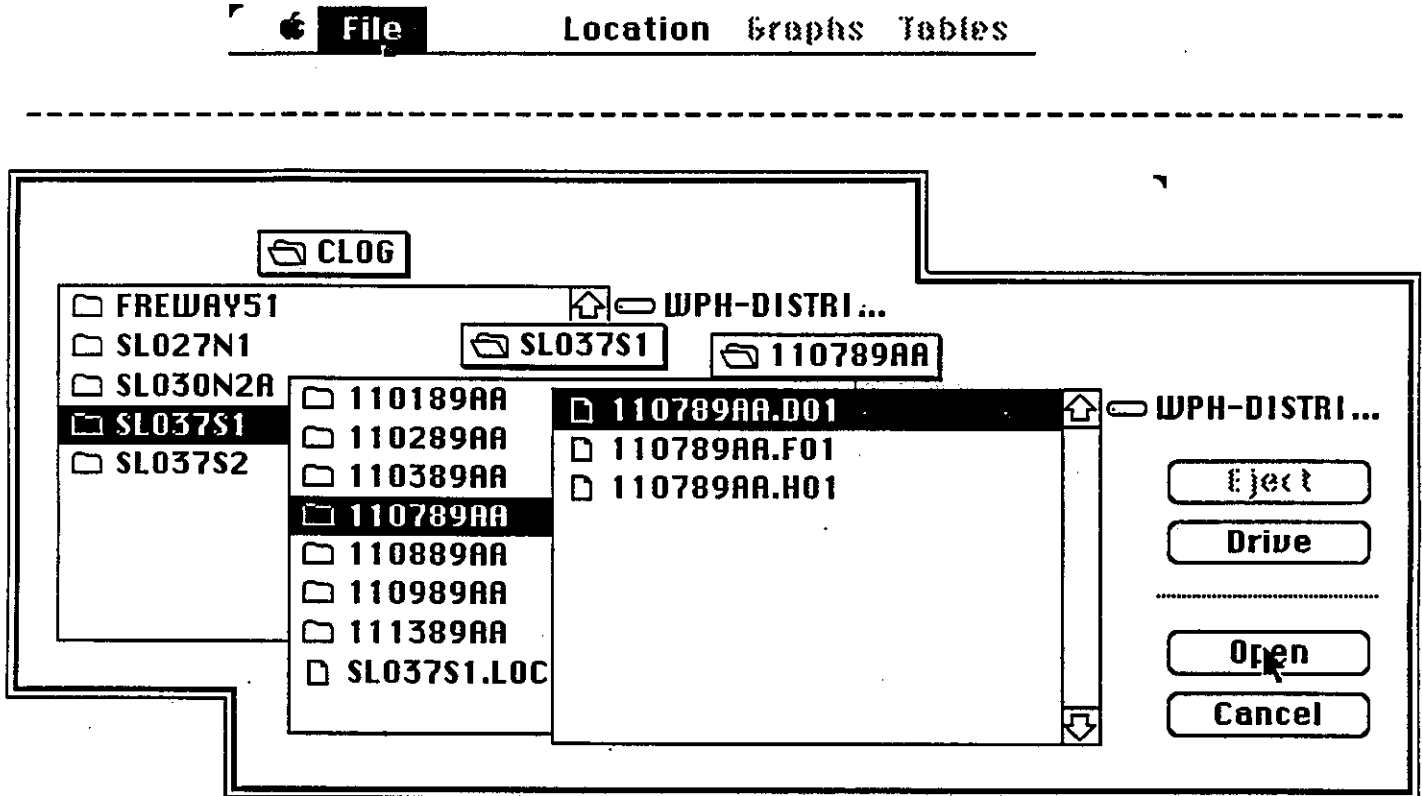 File Location Graphs Tables
CLOG
FREWAY51
SL027N1
SL030N2A
SL037S1
SL037S2
WPH-DISTRI...
SL037S1
110189AA
110289AA
110389AA
110789AA
110889AA
110989AA
111389AA
SL037S1.LOC
110789AA
110789AA.D01
110789AA.F01
110789AA.H01
WPH-DISTRI...
Eject
Drive
Open
Cancel